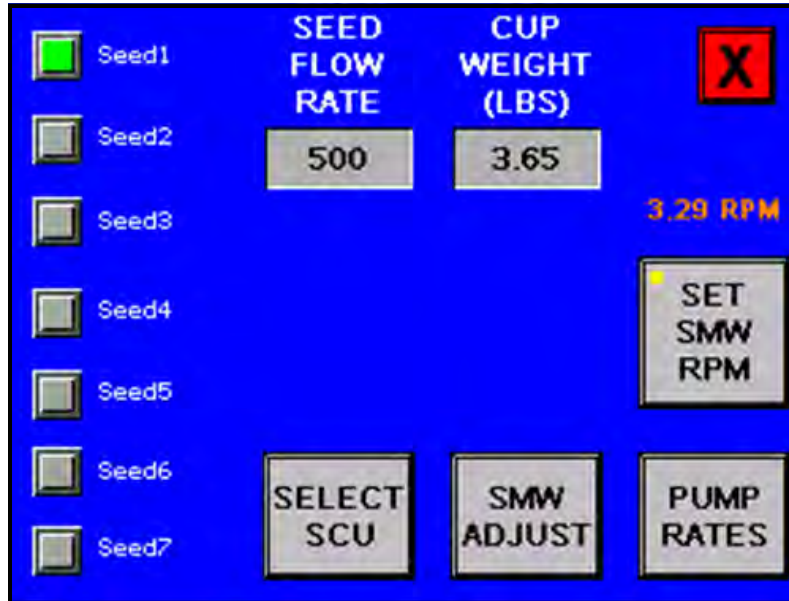 Seed1
Seed2
Seed3
Seed4
Seed5
Seed6
Seed7
SEED
FLOW
RATE
500
CUP
WEIGHT
(LBS)
3.65
X
3.29 RPM
SET
SMW
RPM
SELECT
SCU
SMW
ADJUST
PUMP
RATES